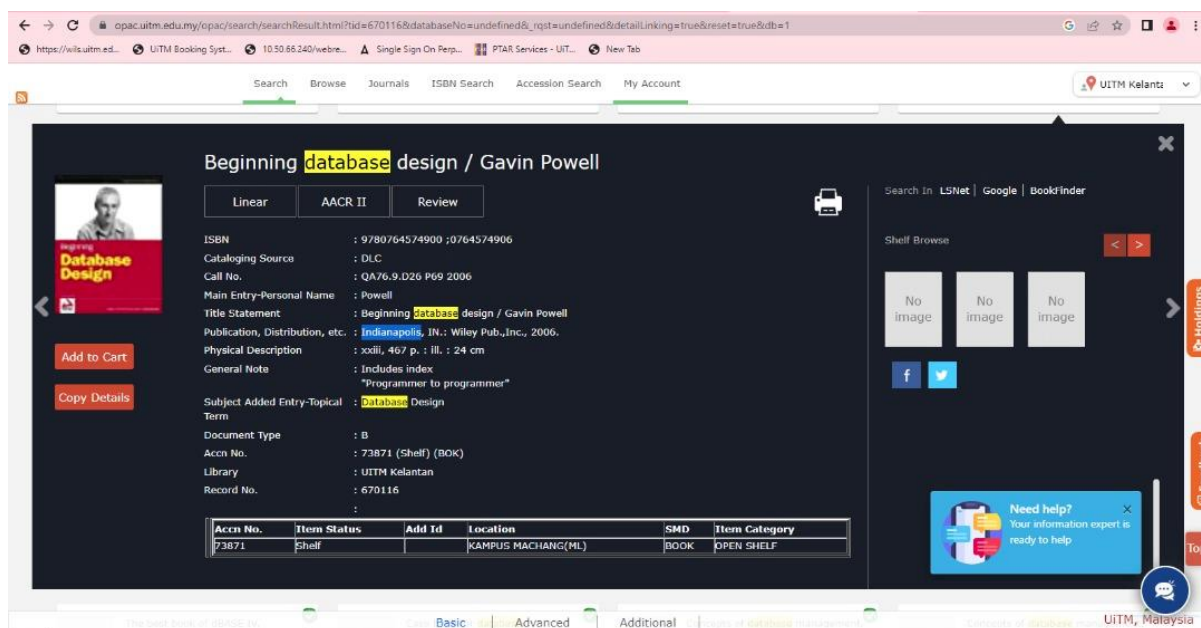 opac.uitm.edu.my/opac/search/searchResult.html?tid=670116&databaseNo=undefined&_rqst=undefined&detailLinking=true&reset=true&db=1
https://wils.uitm.ed... UiTM Booking Syst... 10.50.66.240/webre... Single Sign On Perp... PTAR Services - UiT... New Tab
Search Browse Journals ISBN Search Accession Search My Account
UITM Kelanta
Beginning database design / Gavin Powell
Linear AACR II Review
Search In LSNet | Google | BookFinder
Beginning
Database
Design
ISBN : 9780764574900 ;0764574906
Cataloging Source : DLC
Call No. : QA76.9.D26 P69 2006
Main Entry-Personal Name : Powell
Title Statement : Beginning database design / Gavin Powell
Publication, Distribution, etc. : Indianapolis, IN.: Wiley Pub.,Inc., 2006.
Physical Description : xxiii, 467 p. : ill. : 24 cm
General Note : Includes index
"Programmer to programmer"
Subject Added Entry-Topical : Database Design
Term
Document Type : B
Accn No. : 73871 (Shelf) (BOK)
Library : UITM Kelantan
Record No. : 670116
:
Accn No. Item Status Add Id Location SMD Item Category
73871 Shelf KAMPUS MACHANG(ML) BOOK OPEN SHELF
Add to Cart
Copy Details
Shelf Browse
< >
No No No
image image image
f
Holdings
Need help?
Your information expert is
ready to help
To
Basic Advanced Additional
UiTM, Malaysia